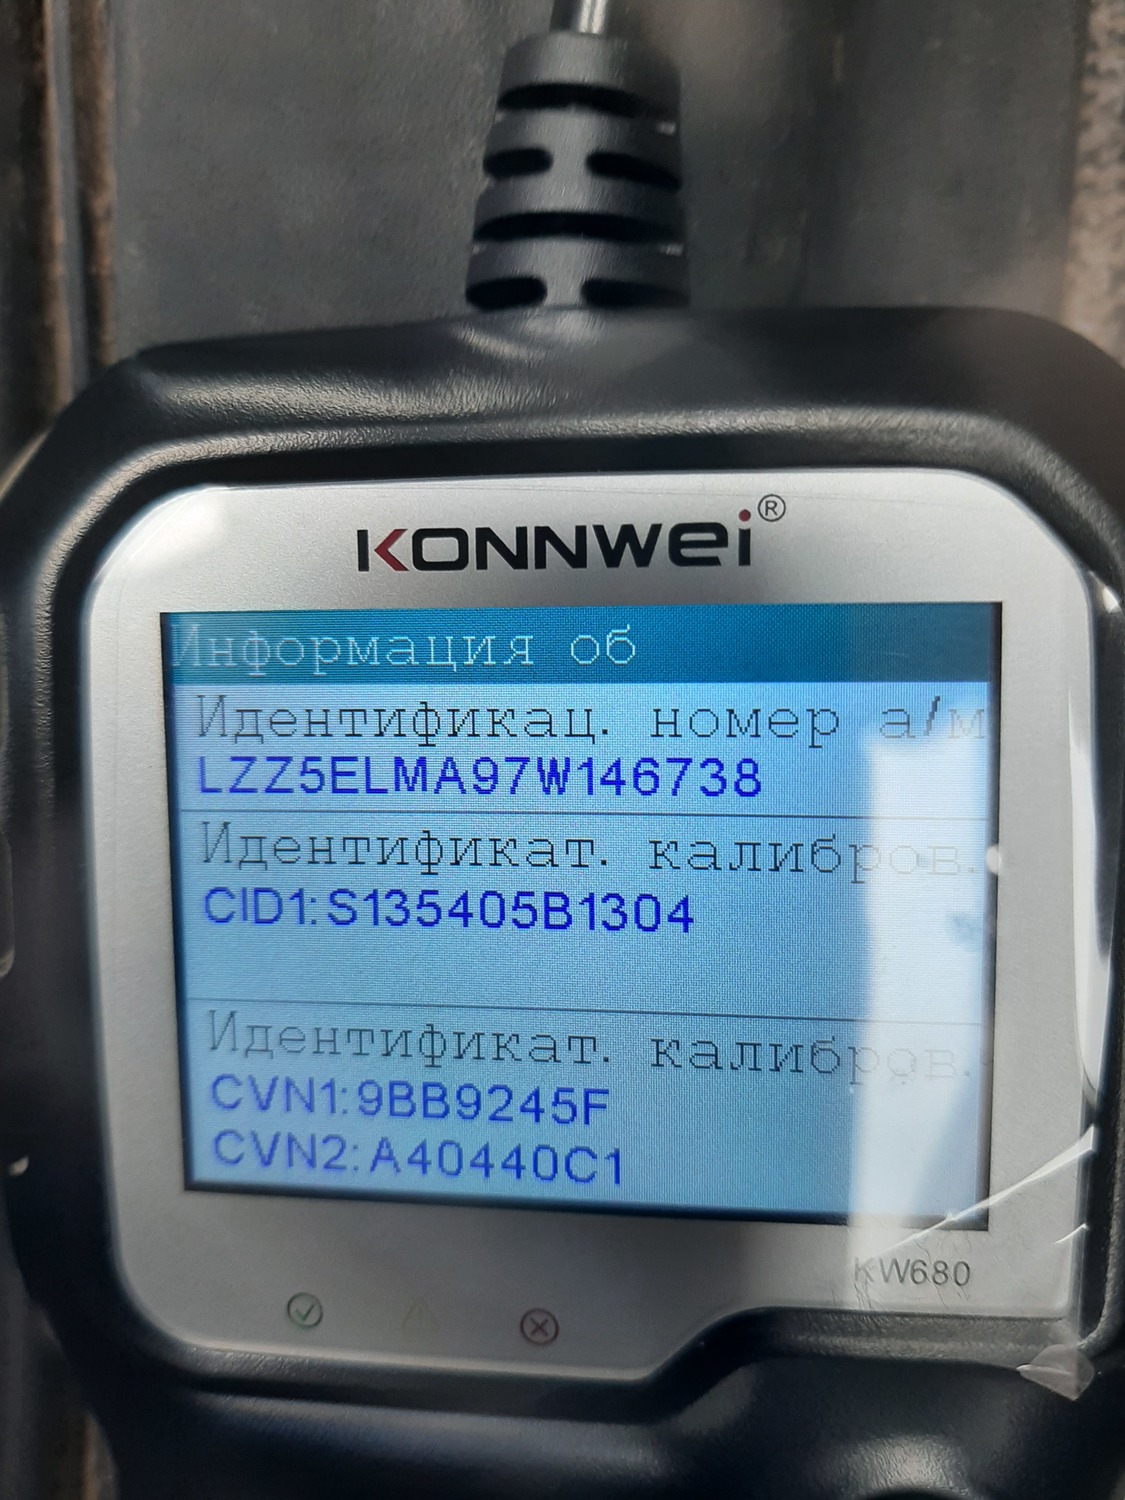 KONNWEI®
Информация об
Идентификац. номер а/м
LZZ5ELMA97W146738
Идентификат. калибров.
CID1:S135405B1304
Идентификат. калибров.
CVN1:9BB9245F
CVN2:A40440C1
KW680